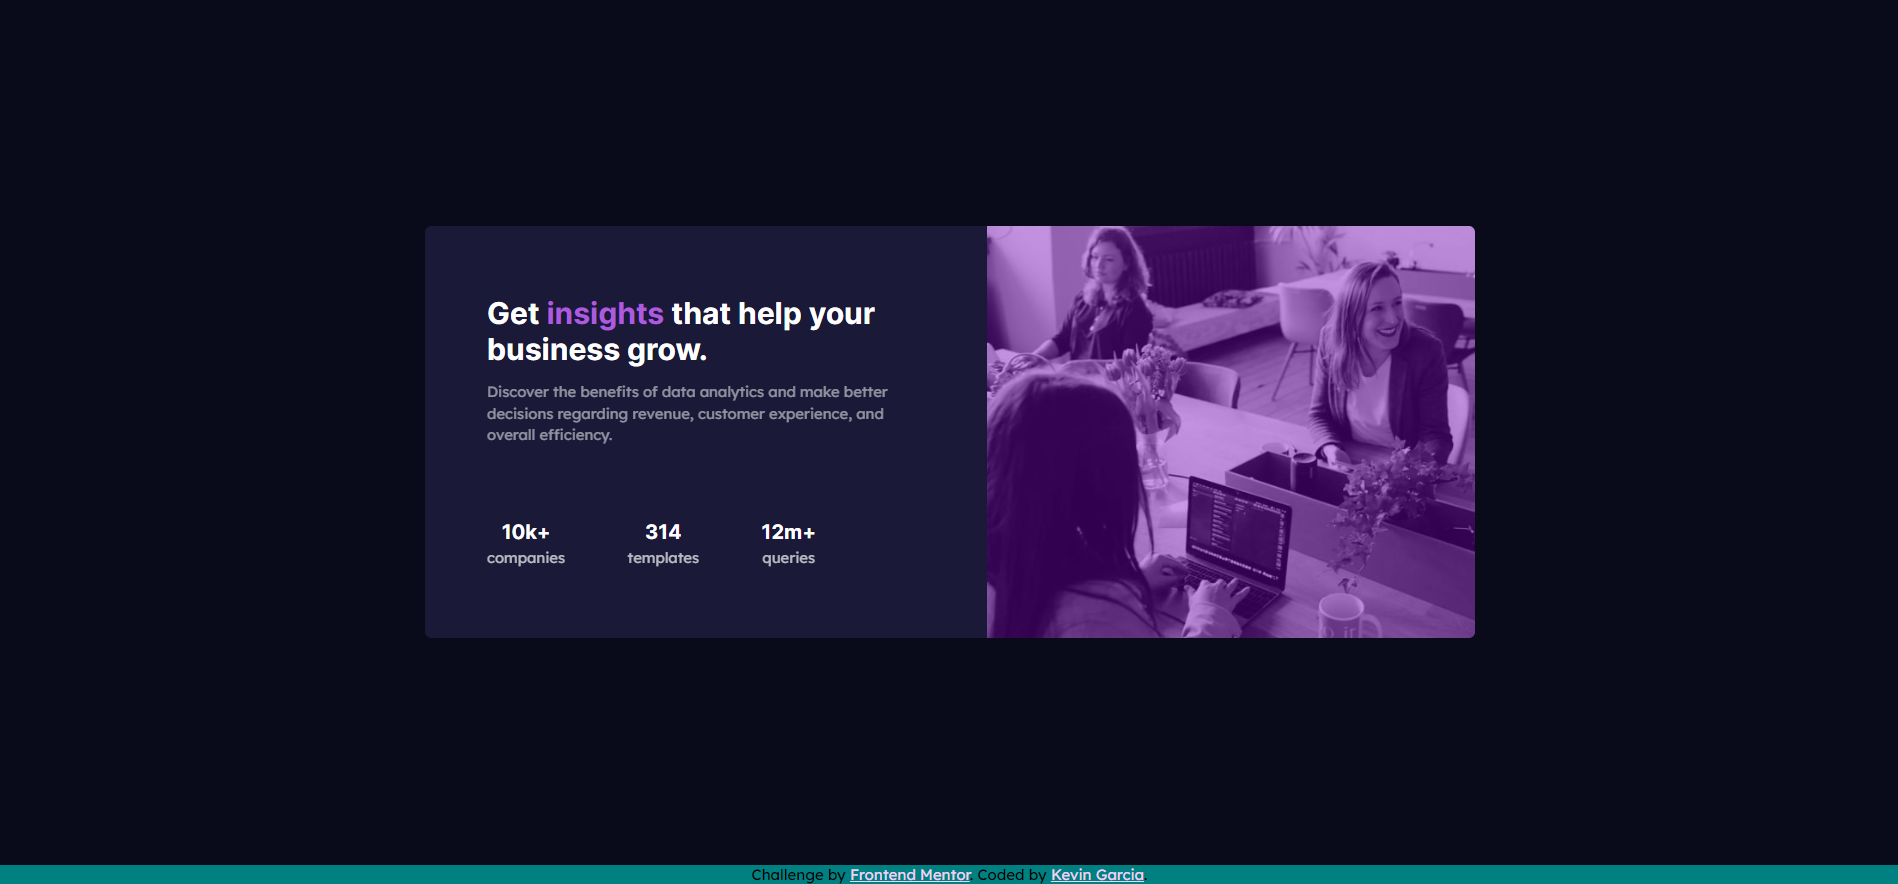 Get insights that help your
business grow.
Discover the benefits of data analytics and make better
decisions regarding revenue, customer experience, and
overall efficiency.
10k+ 314 12m+
companies templates queries
Challenge by Frontend Mentor. Coded by Kevin Garcia.